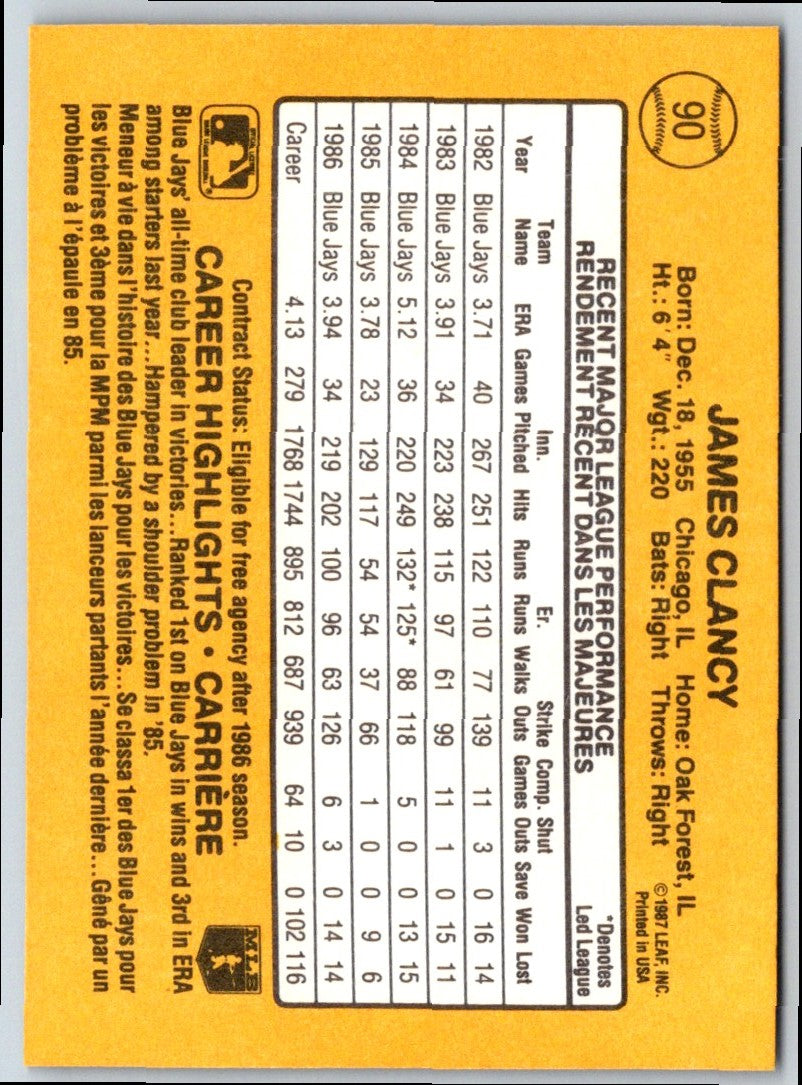 90
JAMES CLANCY
Born: Dec. 18, 1955 Chicago, IL Home: Oak Forest, IL
Ht.: 6' 4" Wgt.: 220 Bats: Right Throws: Right
©1987 LEAF, INC.
Printed in USA
RECENT MAJOR LEAGUE PERFORMANCE
RENDEMENT RÉCENT DANS LES MAJEURES
*Denotes
Led League
Team Inn. Er. Strike Comp. Shut
Year Name ERA Games Pitched Hits Runs Runs Walks Outs Games Outs Save Won Lost
1982 Blue Jays 3.71 40 267 251 122 110 77 139 11 3 0 16 14
1983 Blue Jays 3.91 34 223 238 115 97 61 99 11 1 0 15 11
1984 Blue Jays 5.12 36 220 249 132* 125* 88 118 5 0 0 13 15
1985 Blue Jays 3.78 23 129 117 54 54 37 66 1 0 0 9 6
1986 Blue Jays 3.94 34 219 202 100 96 63 126 6 3 0 14 14
Career 4.13 279 1768 1744 895 812 687 939 64 10 0 102 116
Contract Status: Eligible for free agency after 1986 season.
CAREER HIGHLIGHTS • CARRIÈRE
MLB
Blue Jays' all-time club leader in victories...Ranked 1st on Blue Jays in wins and 3rd in ERA
among starters last year...Hampered by a shoulder problem in '85.
Meneur à vie dans l'histoire des Blue Jays pour les victoires...Se classa 1er des Blue Jays pour
les victoires et 3ème pour la MPM parmi les lanceurs partants l'année dernière...Gêné par un
problème à l'épaule en 85.